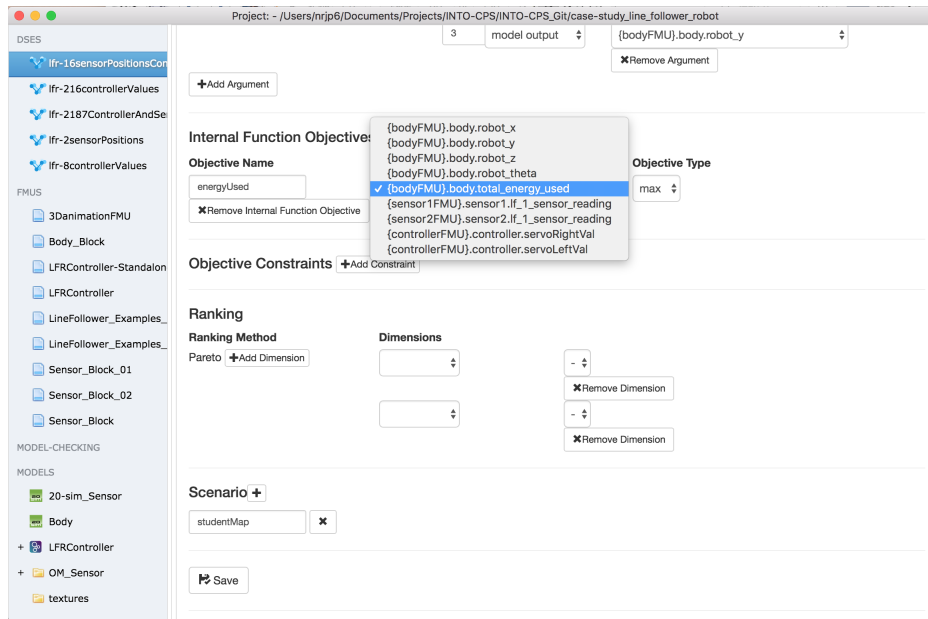 Project: - /Users/nrjp6/Documents/Projects/INTO-CPS/INTO-CPS_Git/case-study_line_follower_robot
DSES
lfr-16sensorPositionsCon
lfr-216controllerValues
lfr-2187ControllerAndSe
lfr-2sensorPositions
lfr-8controllerValues
FMUS
3DanimationFMU
Body_Block
LFRController-Standalon
LFRController
LineFollower_Examples_
LineFollower_Examples_
Sensor_Block_01
Sensor_Block_02
Sensor_Block
MODEL-CHECKING
MODELS
20-sim_Sensor
Body
+ LFRController
+ OM_Sensor
textures
3 model output {bodyFMU}.body.robot_y
Remove Argument
Add Argument
Internal Function Objectives
Objective Name Objective Type
energyUsed max
Remove Internal Function Objective
{bodyFMU}.body.robot_x
{bodyFMU}.body.robot_y
{bodyFMU}.body.robot_z
{bodyFMU}.body.robot_theta
✓ {bodyFMU}.body.total_energy_used
{sensor1FMU}.sensor1.lf_1_sensor_reading
{sensor2FMU}.sensor2.lf_1_sensor_reading
{controllerFMU}.controller.servoRightVal
{controllerFMU}.controller.servoLeftVal
Objective Constraints Add Constraint
Ranking
Ranking Method Dimensions
Pareto Add Dimension -
Remove Dimension
-
Remove Dimension
Scenario
studentMap
Save